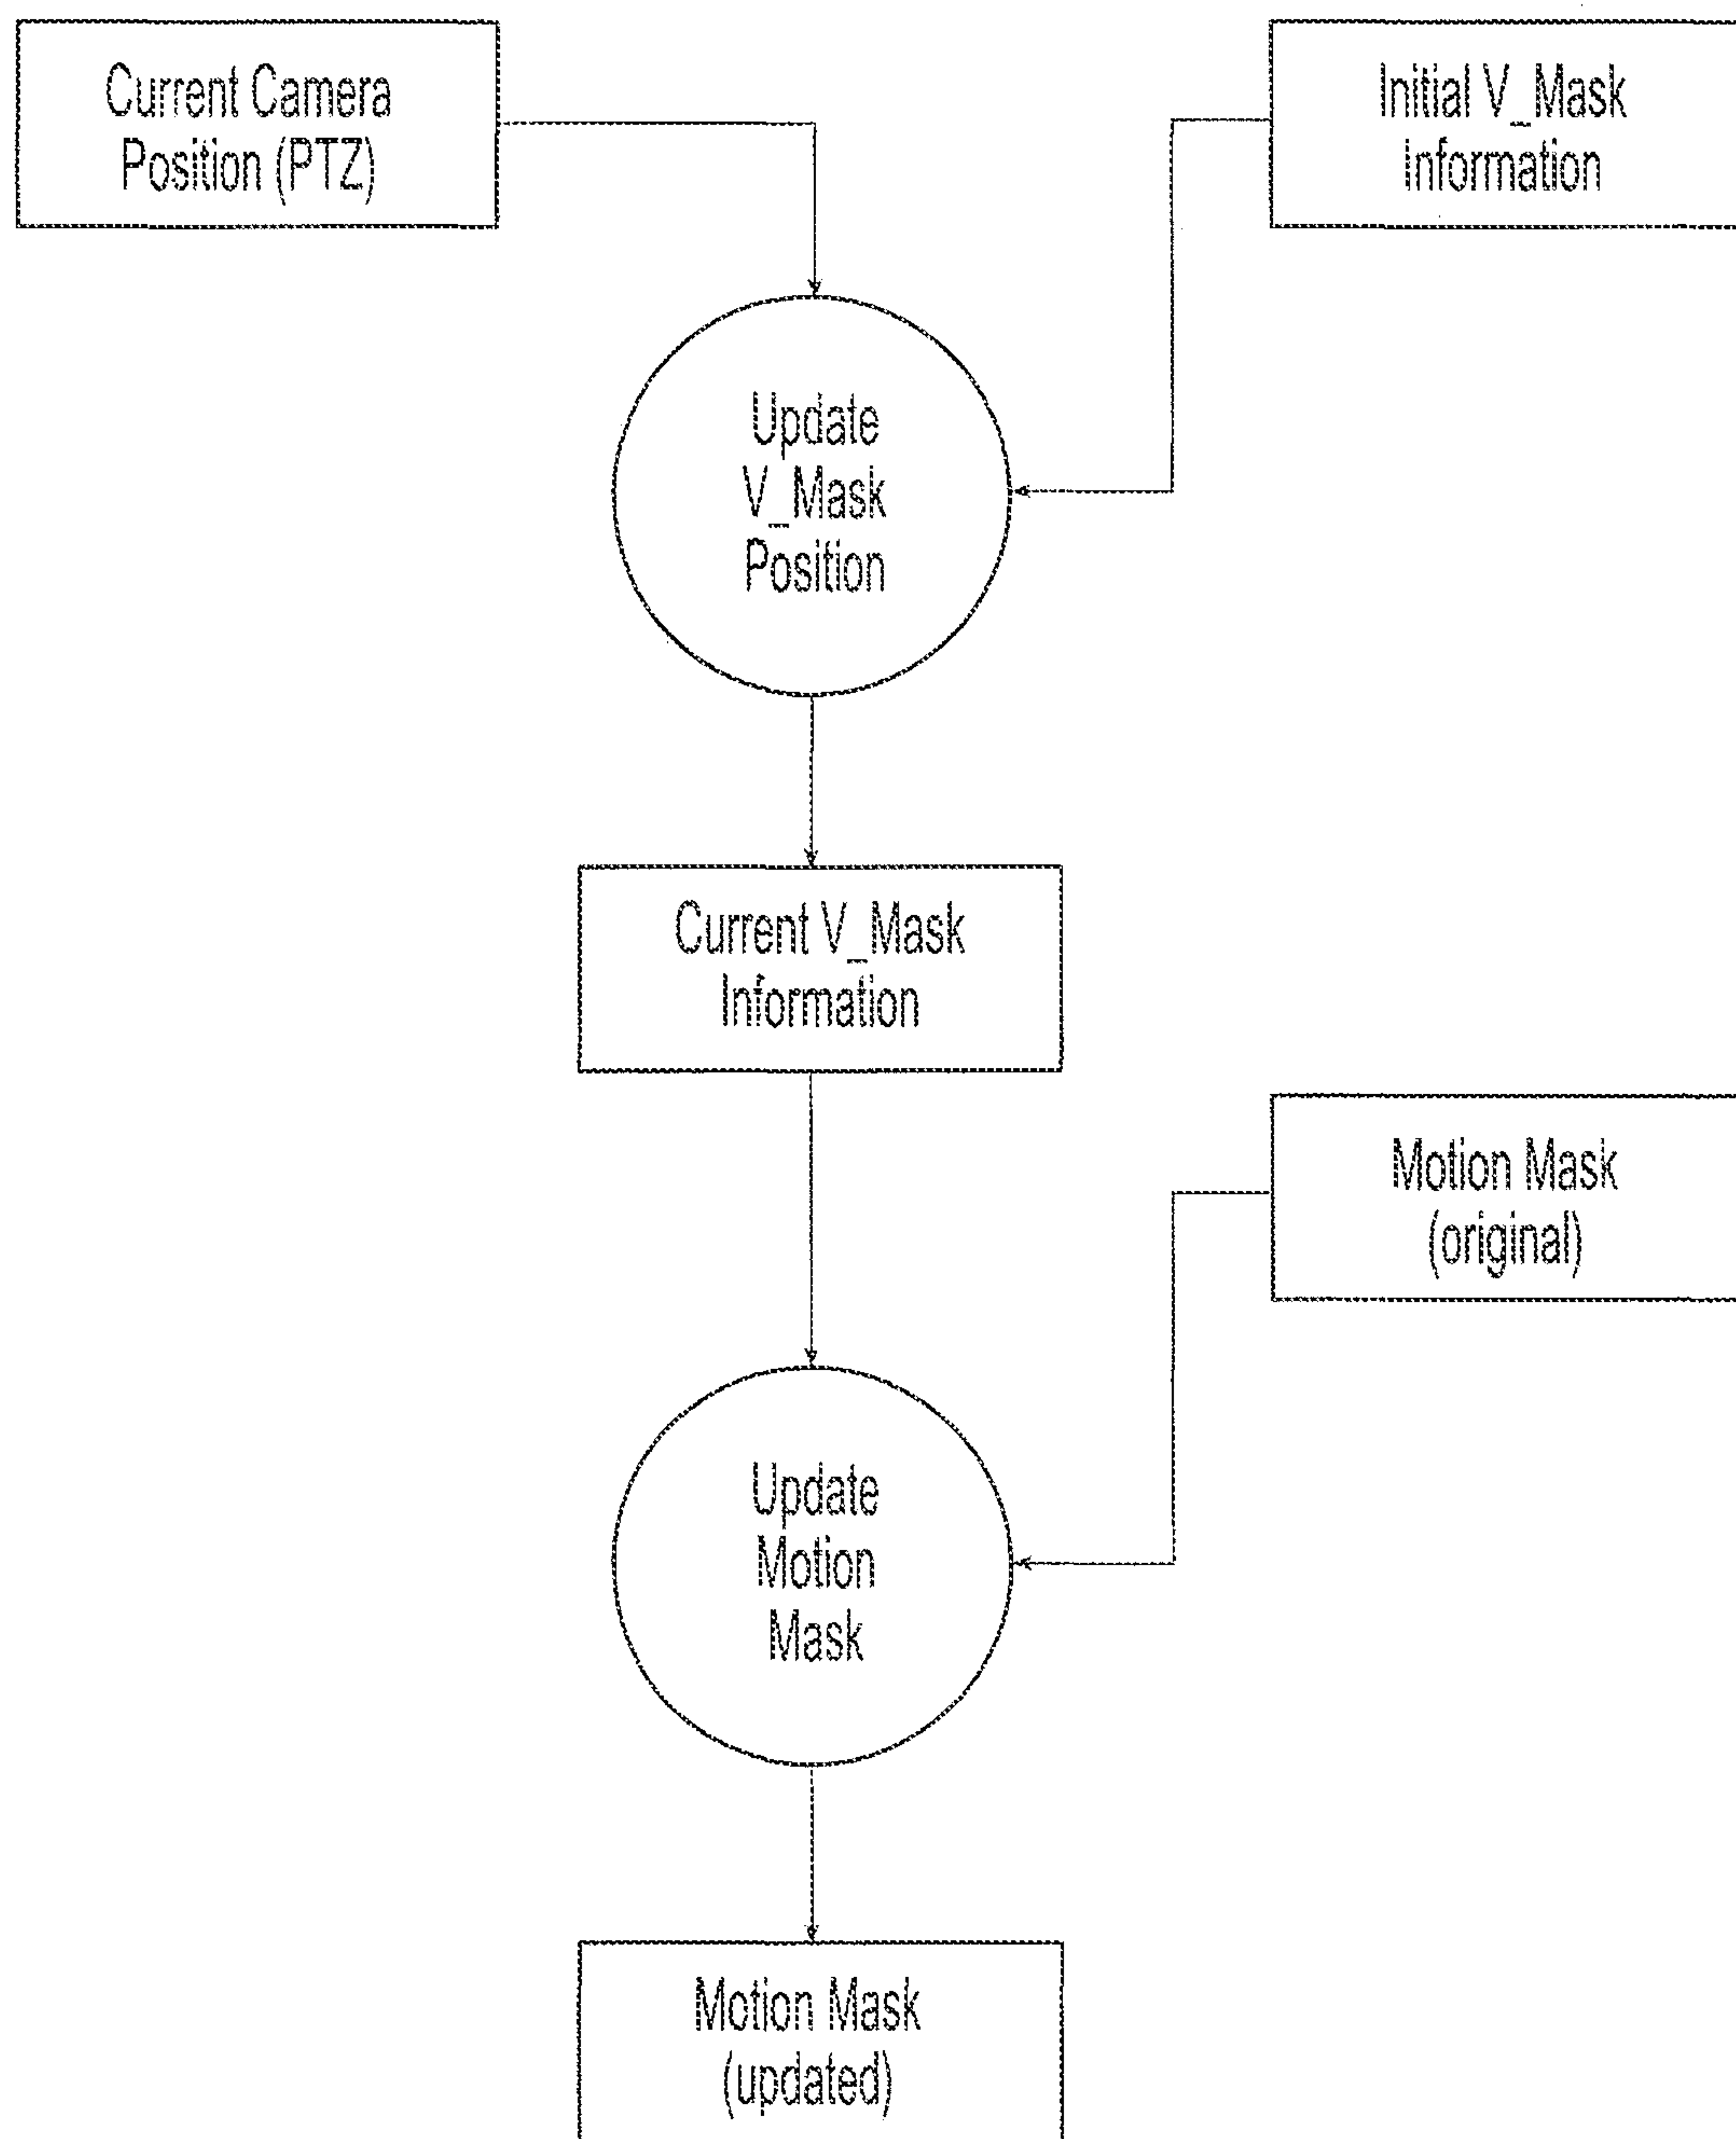 Current Camera
Position (PTZ)
Initial V_Mask
Information
Update
V_Mask
Position
Current V_Mask
Information
Motion Mask
(original)
Update
Motion
Mask
Motion Mask
(updated)